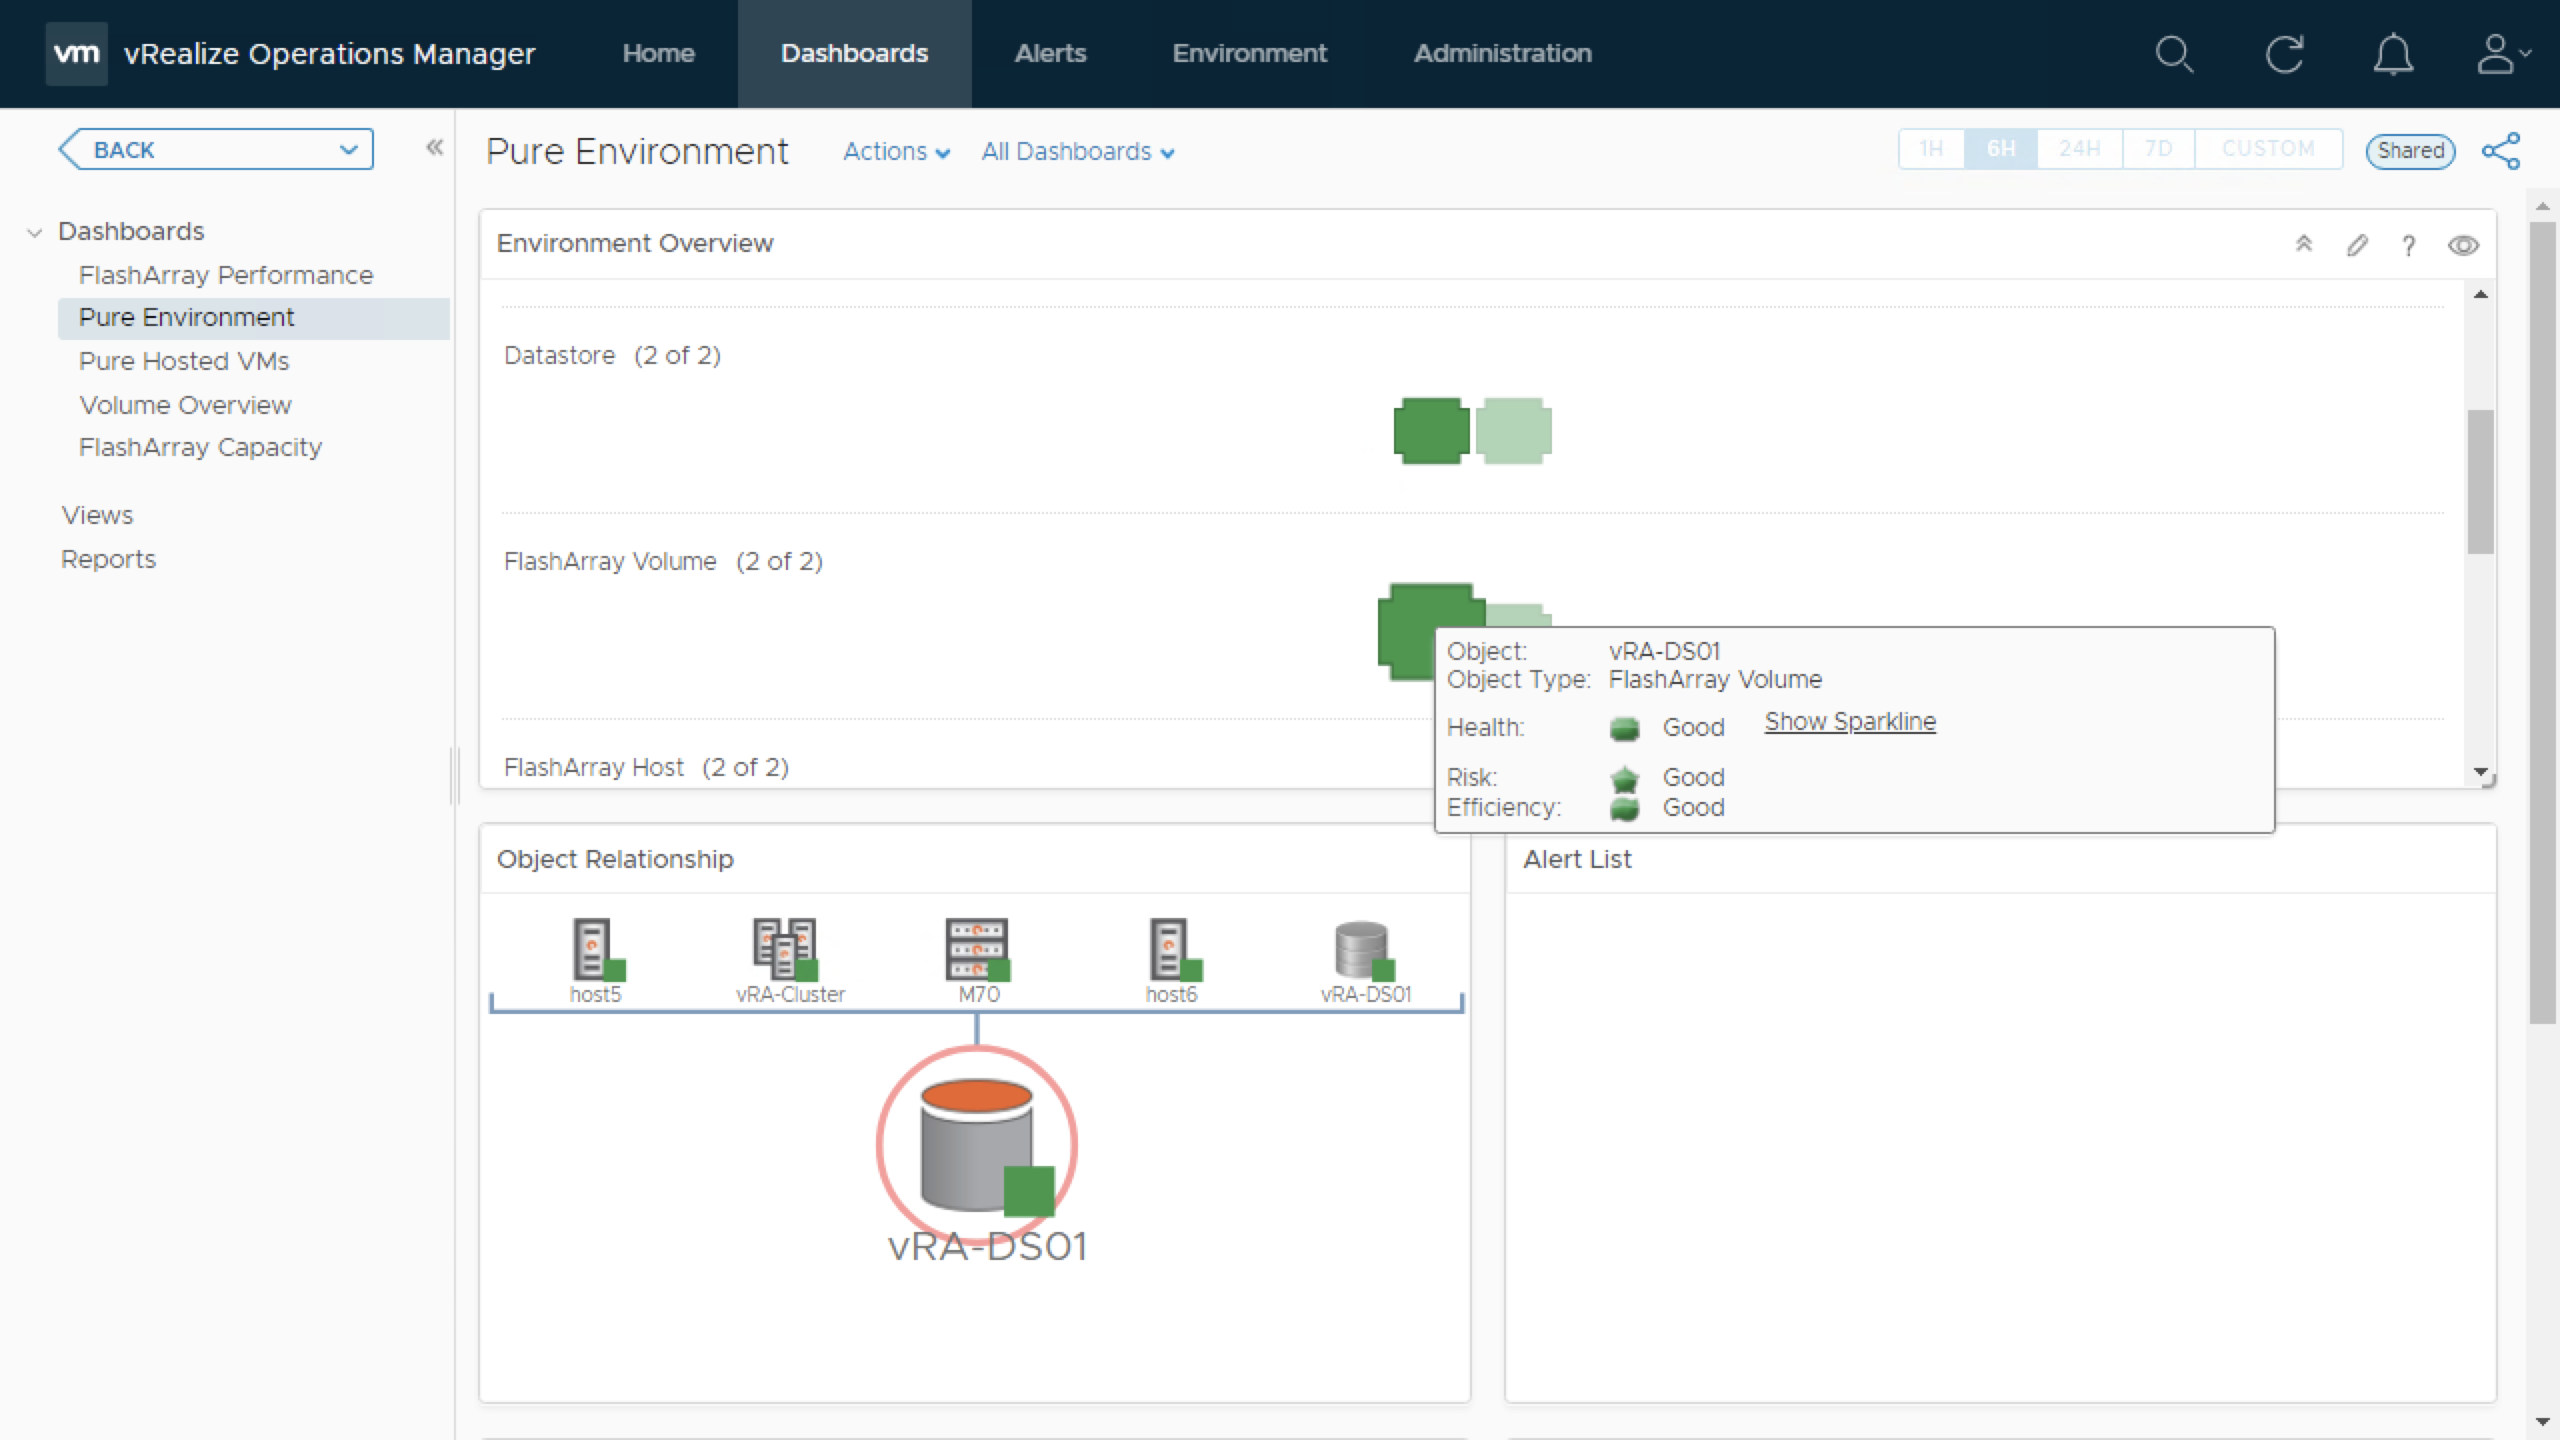 vm vRealize Operations Manager Home Dashboards Alerts Environment Administration
BACK
Pure Environment Actions All Dashboards 1H 6H 24H 7D CUSTOM Shared
Dashboards
FlashArray Performance
Pure Environment
Pure Hosted VMs
Volume Overview
FlashArray Capacity
Views
Reports
Environment Overview ?
Datastore (2 of 2)
FlashArray Volume (2 of 2)
Object: vRA-DS01
Object Type: FlashArray Volume
Health: Good Show Sparkline
Risk: Good
Efficiency: Good
FlashArray Host (2 of 2)
Object Relationship
host5 vRA-Cluster M70 host6 vRA-DS01
vRA-DS01
Alert List